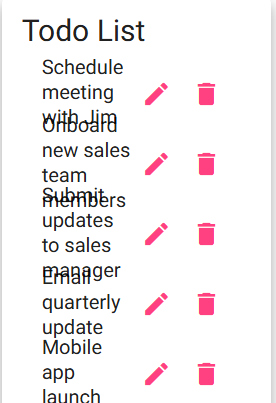 Todo List
Schedule
meeting
with Jim
Onboard
new sales
team
members
Submit
updates
to sales
manager
Email
quarterly
update
Mobile
app
launch